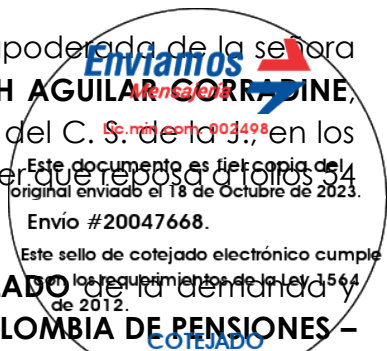 apoderada de la señora
Enviamos
Mensajería
H AGUILAR CORRADINE,
Lic.min.com. 002498
del C. S. de la J., en los
Este documento es fiel copia del
er que reposa a folios 54
original enviado el 18 de Octubre de 2023.
Envío #20047668.
Este sello de cotejado electrónico cumple
con los requerimientos de la Ley 1564
ADO de la demanda y
de 2012.
LOMBIA DE PENSIONES –
COTEJADO